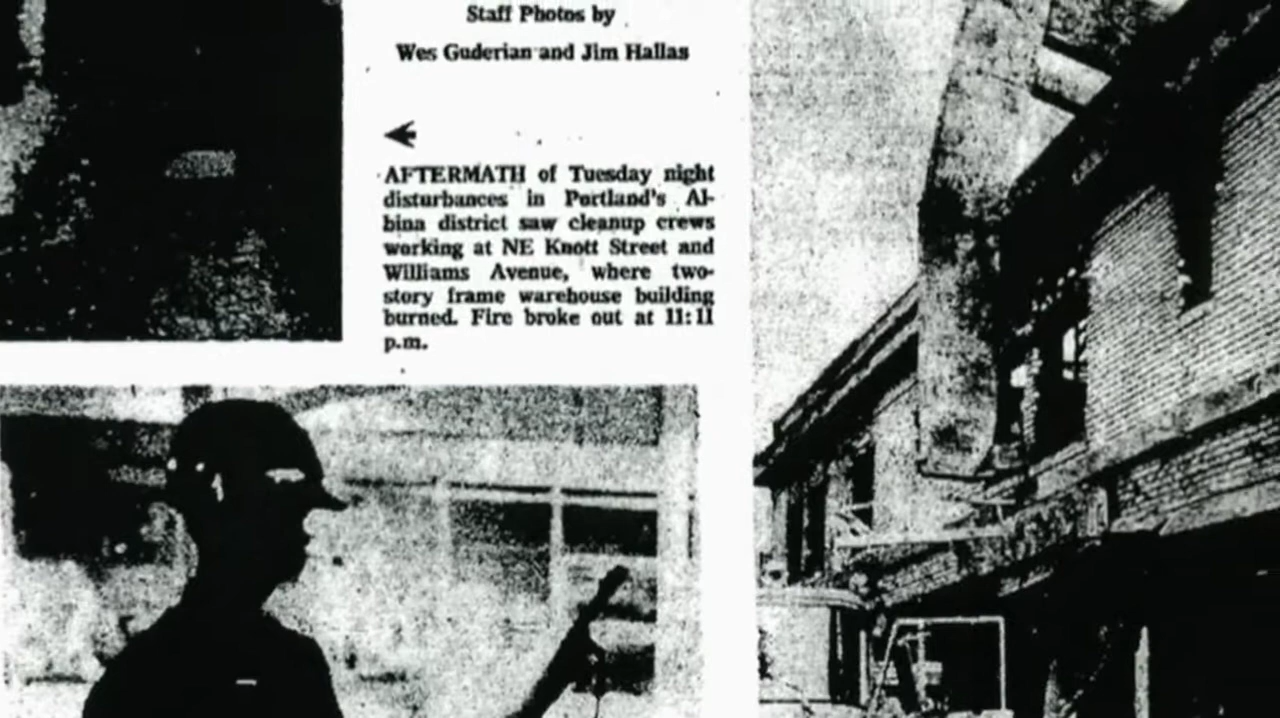 Staff Photos by
Wes Guderian and Jim Hallas
AFTERMATH of Tuesday night
disturbances in Portland's Al-
bina district saw cleanup crews
working at NE Knott Street and
Williams Avenue, where two-
story frame warehouse building
burned. Fire broke out at 11:11
p.m.